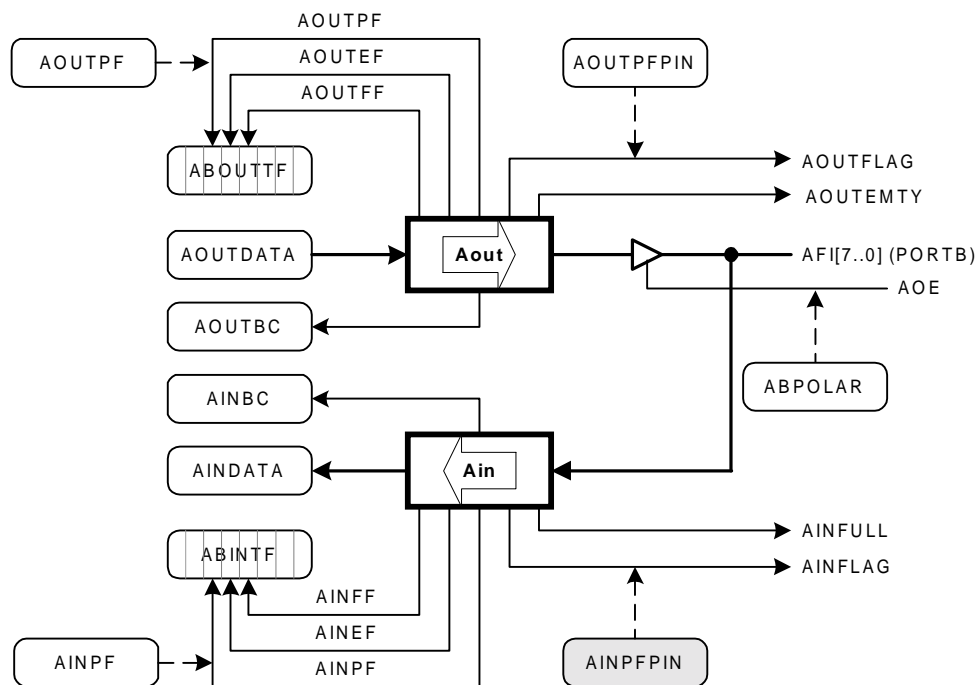 AOUTPF
AOUTPF
AOUTPFPIN
AOUTEF
AOUTFF
ABOUTTF
AOUTFLAG
AOUTEMTY
AOUTDATA
Aout
AFI[7..0] (PORTB)
AOE
AOUTBC
ABPOLAR
AINBC
AINDATA
Ain
ABINTF
AINFULL
AINFLAG
AINFF
AINEF
AINPF
AINPF
AINPFPIN